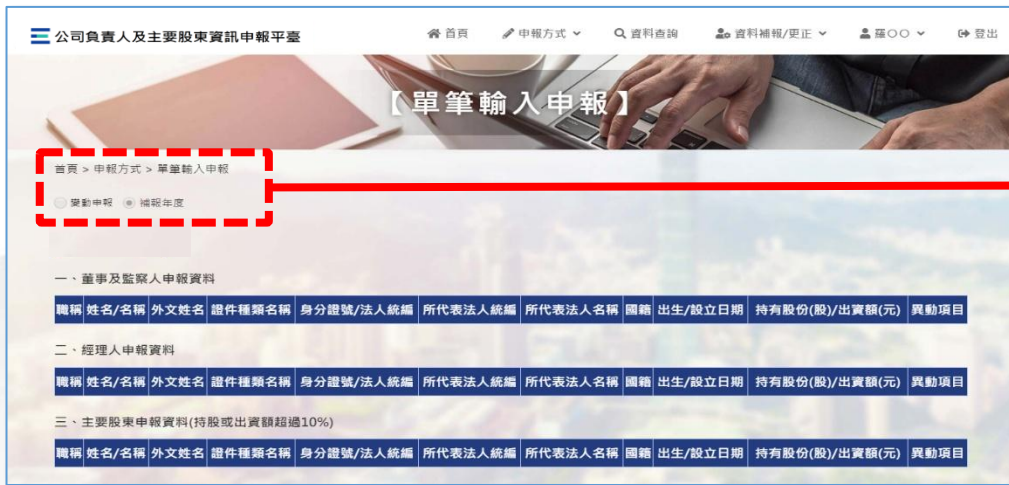 公司負責人及主要股東資訊申報平臺 首頁 申報方式 資料查詢 資料補報/更正 羅〇〇 登出
【單筆輸入申報】
首頁 > 申報方式 > 單筆輸入申報
變動申報 補報年度
一、董事及監察人申報資料
職稱 姓名/名稱 外文姓名 證件種類名稱 身分證號/法人統編 所代表法人統編 所代表法人名稱 國籍 出生/設立日期 持有股份(股)/出資額(元) 異動項目
二、經理人申報資料
職稱 姓名/名稱 外文姓名 證件種類名稱 身分證號/法人統編 所代表法人統編 所代表法人名稱 國籍 出生/設立日期 持有股份(股)/出資額(元) 異動項目
三、主要股東申報資料(持股或出資額超過10%)
職稱 姓名/名稱 外文姓名 證件種類名稱 身分證號/法人統編 所代表法人統編 所代表法人名稱 國籍 出生/設立日期 持有股份(股)/出資額(元) 異動項目